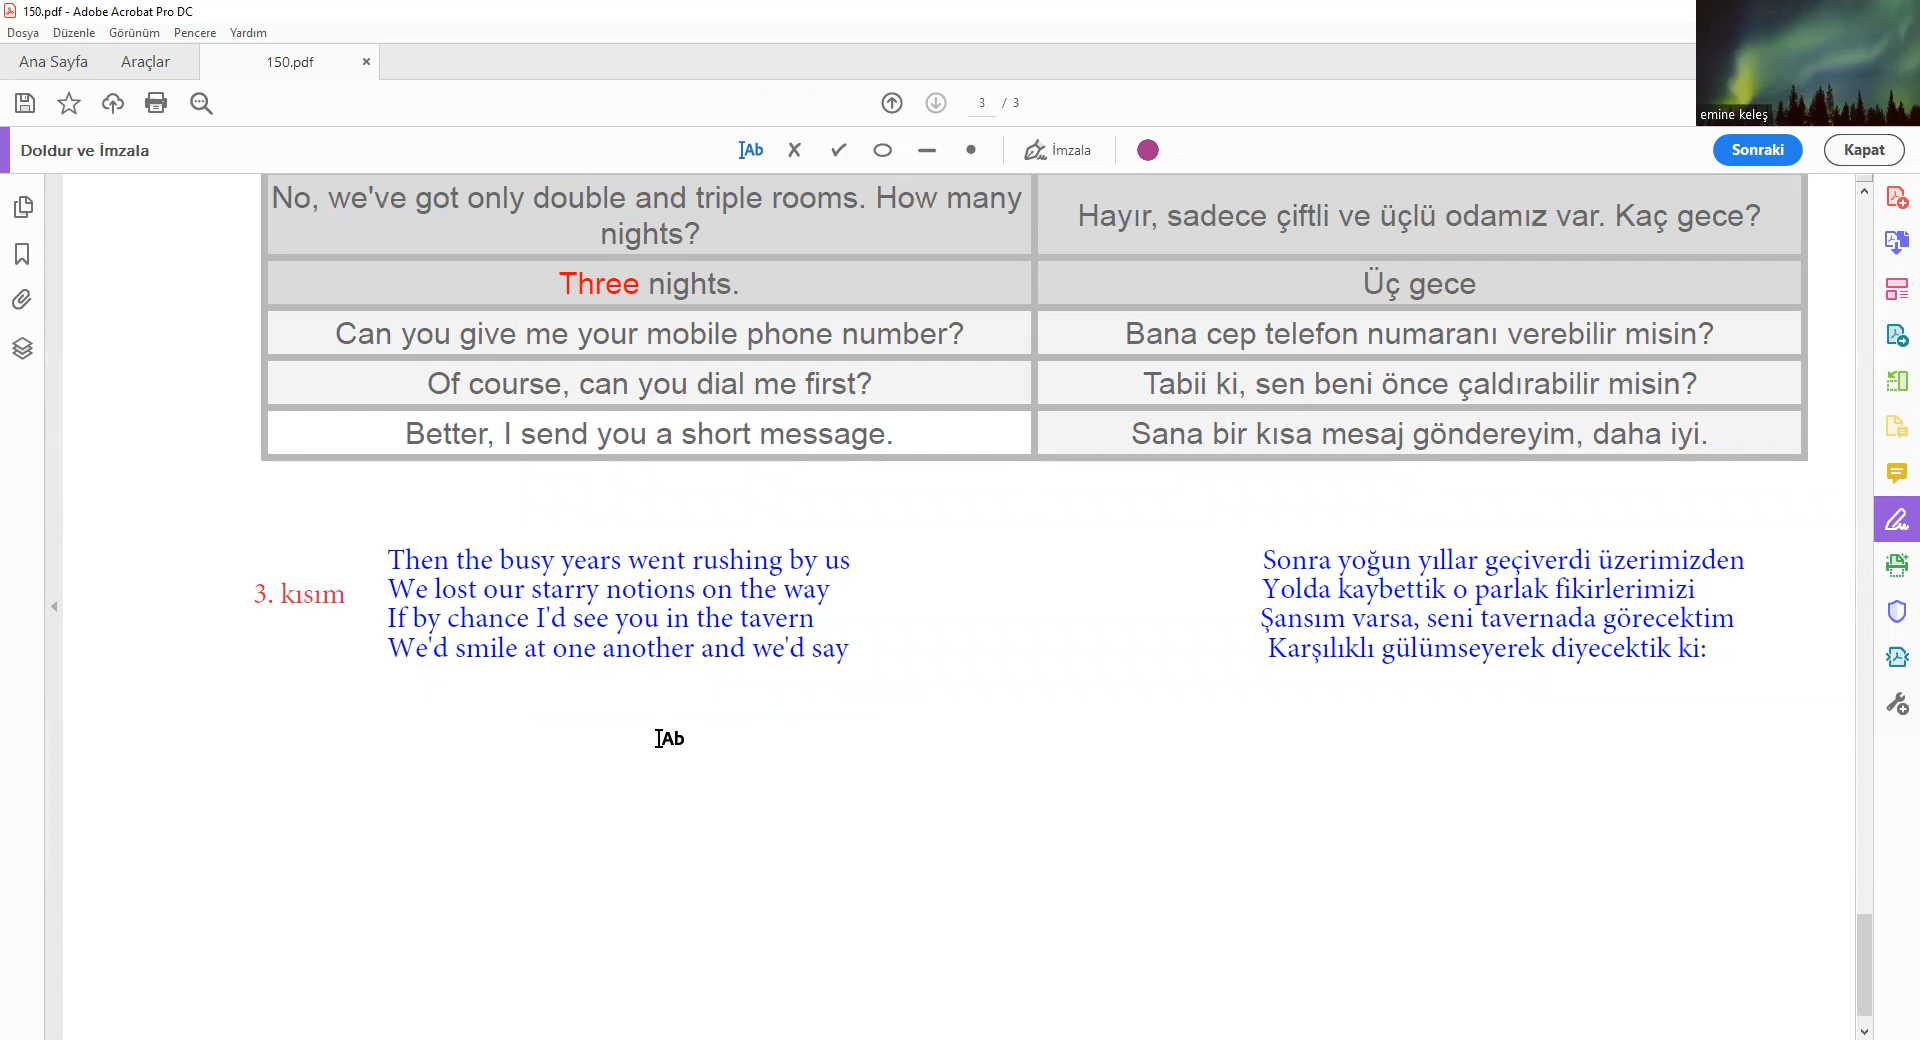 150.pdf - Adobe Acrobat Pro DC
Dosya Düzenle Görünüm Pencere Yardım
Ana Sayfa Araçlar 150.pdf ×
3 / 3
emine keleş
Doldur ve İmzala
Ab İmzala
Sonraki Kapat
No, we've got only double and triple rooms. How many
nights?
Hayır, sadece çiftli ve üçlü odamız var. Kaç gece?
Three nights.
Üç gece
Can you give me your mobile phone number?
Bana cep telefon numaranı verebilir misin?
Of course, can you dial me first?
Tabii ki, sen beni önce çaldırabilir misin?
Better, I send you a short message.
Sana bir kısa mesaj göndereyim, daha iyi.
3. kısım
Then the busy years went rushing by us
We lost our starry notions on the way
If by chance I'd see you in the tavern
We'd smile at one another and we'd say
Sonra yoğun yıllar geçiverdi üzerimizden
Yolda kaybettik o parlak fikirlerimizi
Şansım varsa, seni tavernada görecektim
Karşılıklı gülümseyerek diyecektik ki:
Ab